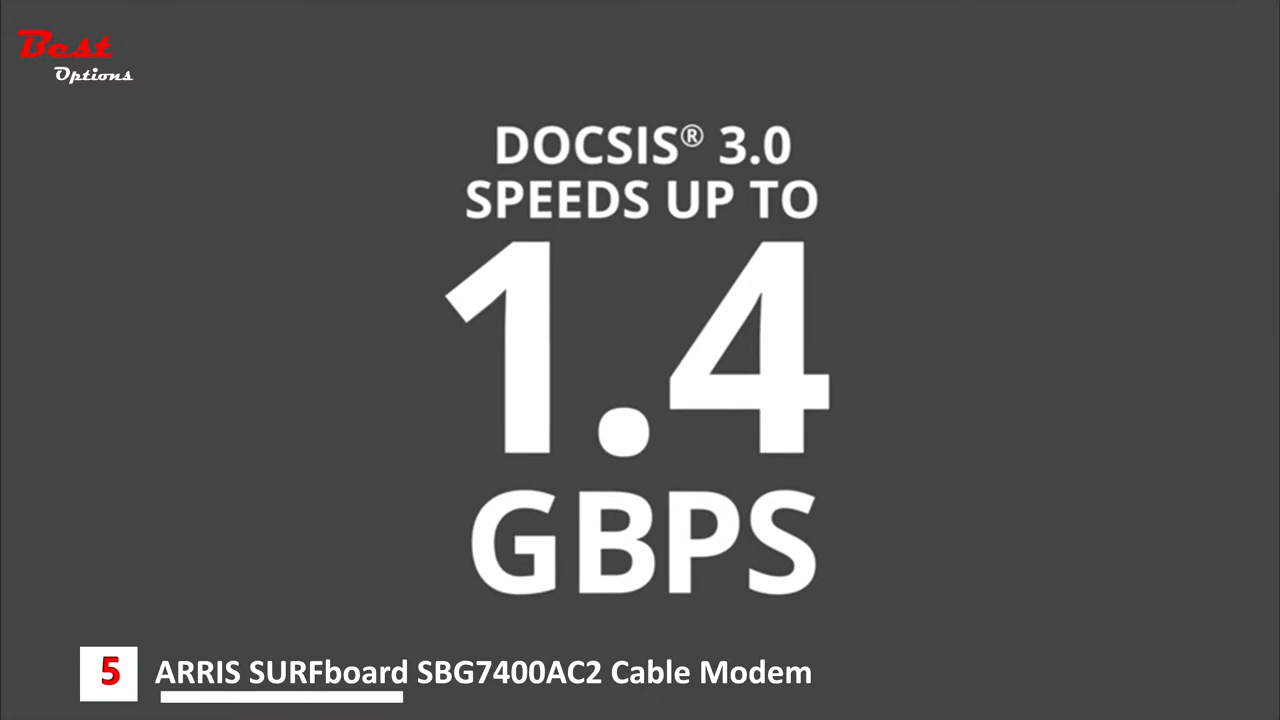 Best
Options
DOCSIS® 3.0
SPEEDS UP TO
1.4
GBPS
5 ARRIS SURFboard SBG7400AC2 Cable Modem